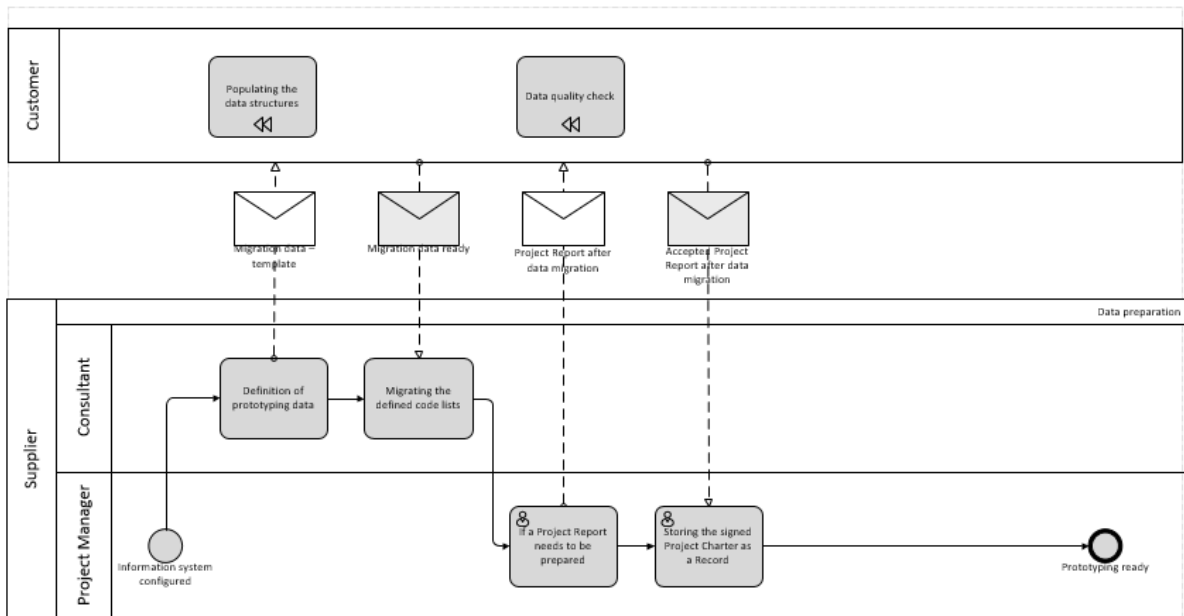 Customer
Populating the
data structures
Data quality check
Migration data –
template
Migration data ready
Project Report after
data migration
Accepted Project
Report after data
migration
Data preparation
Supplier
Consultant
Definition of
prototyping data
Migrating the
defined code lists
Project Manager
Information system
configured
If a Project Report
needs to be
prepared
Storing the signed
Project Charter as
a Record
Prototyping ready